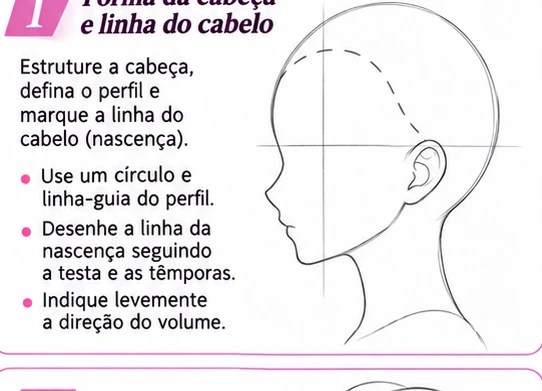 1
Forma da cabeça
e linha do cabelo
Estruture a cabeça,
defina o perfil e
marque a linha do
cabelo (nascença).
• Use um círculo e
linha-guia do perfil.
• Desenhe a linha da
nascença seguindo
a testa e as têmporas.
• Indique levemente
a direção do volume.